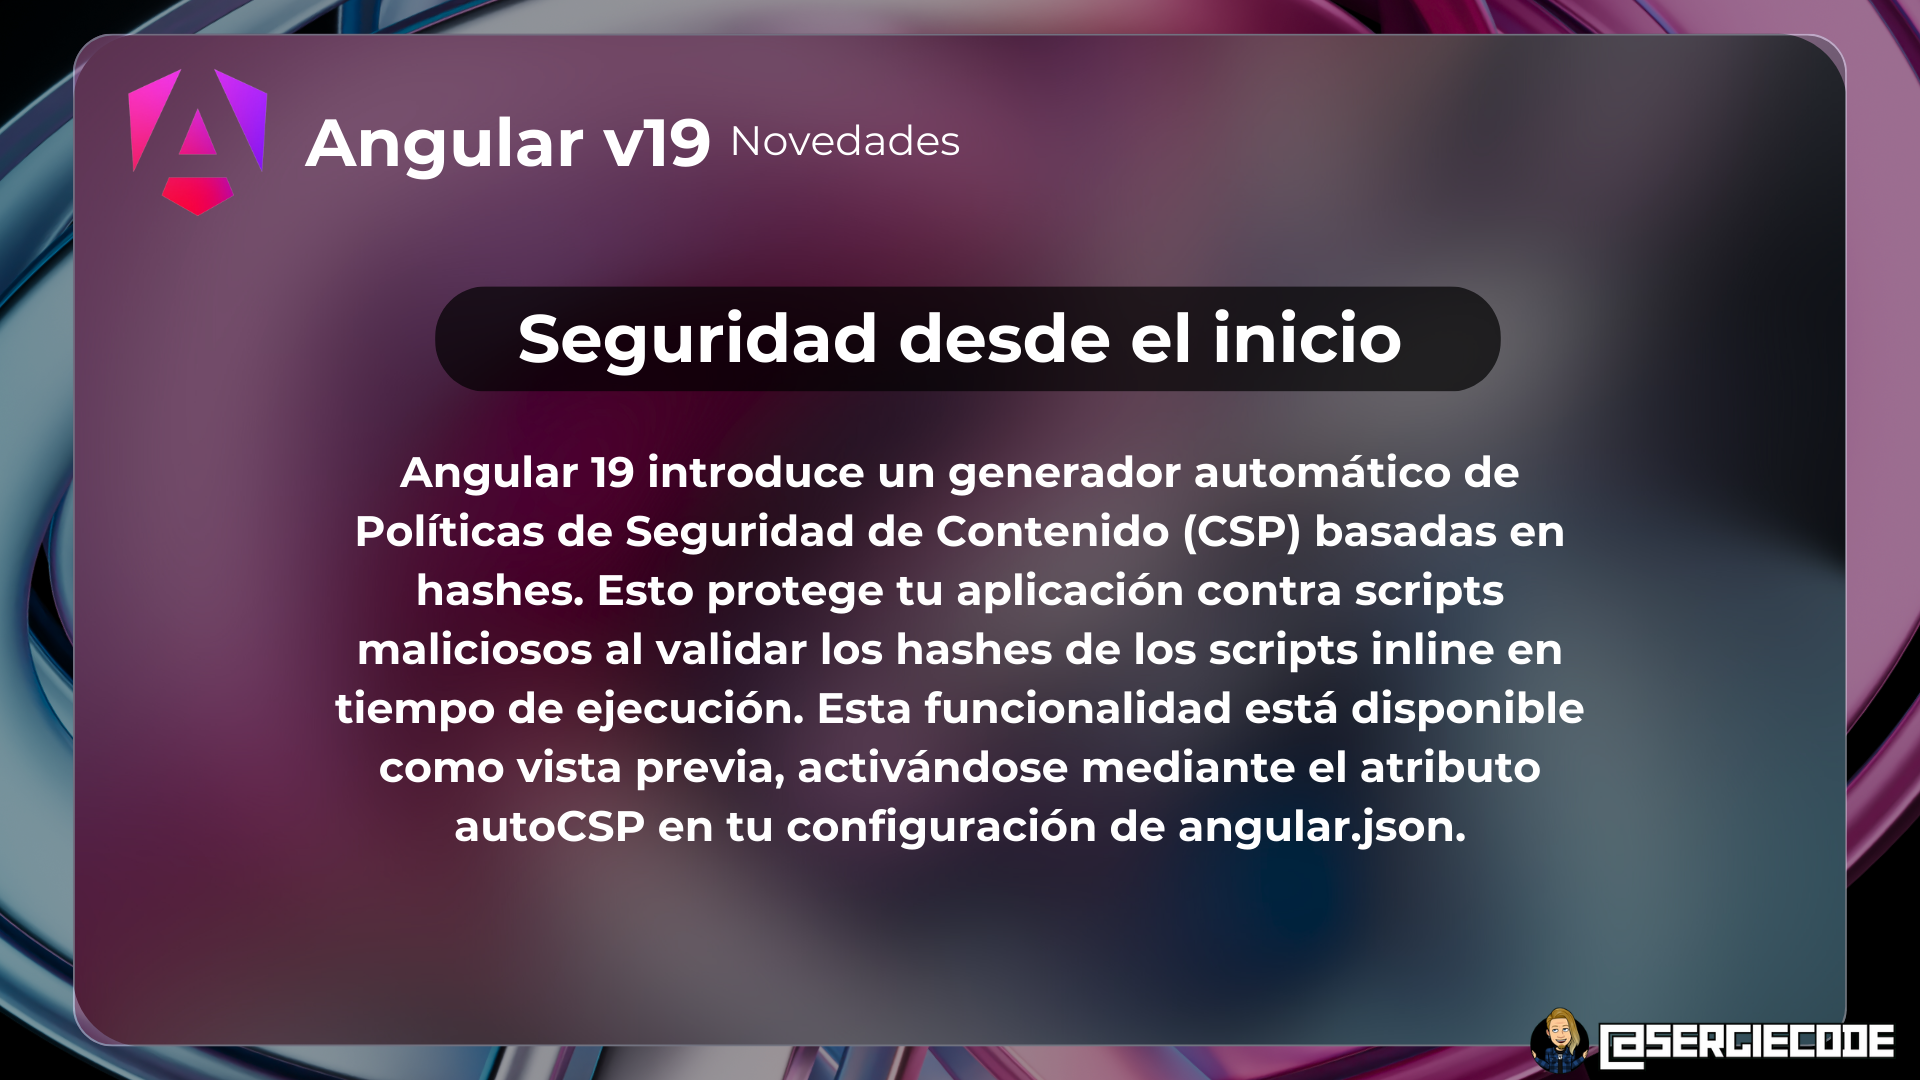 Angular v19 Novedades
Seguridad desde el inicio
Angular 19 introduce un generador automático de
Políticas de Seguridad de Contenido (CSP) basadas en
hashes. Esto protege tu aplicación contra scripts
maliciosos al validar los hashes de los scripts inline en
tiempo de ejecución. Esta funcionalidad está disponible
como vista previa, activándose mediante el atributo
autoCSP en tu configuración de angular.json.
@SERGIECODE